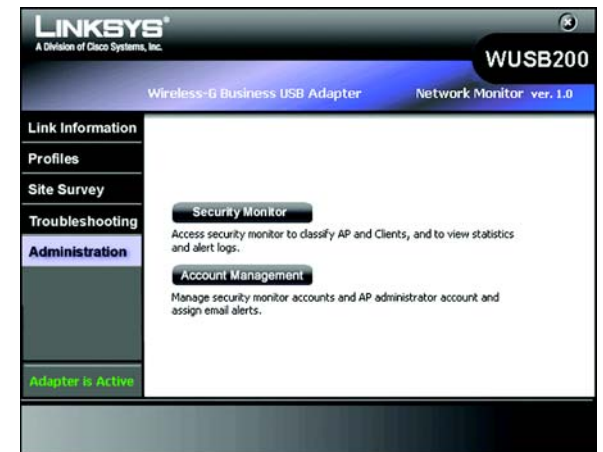 LINKSYS®
A Division of Cisco Systems, Inc.
WUSB200
Wireless-G Business USB Adapter
Network Monitor ver. 1.0
Link Information
Profiles
Site Survey
Troubleshooting
Administration
Security Monitor
Access security monitor to classify AP and Clients, and to view statistics
and alert logs.
Account Management
Manage security monitor accounts and AP administrator account and
assign email alerts.
Adapter is Active